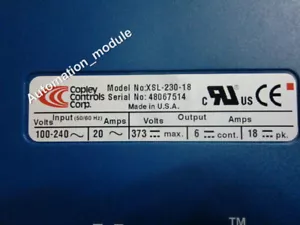 Automation_module
Copley Controls Corp.
Model No: XSL-230-18
Serial No: 48067514
Made in U.S.A.
c RU us CE
Input (50/60 Hz) Output
Volts Amps Volts Amps
100-240 ~ 20 ~ 373 ⎓ max. 6 ⎓ cont. 18 ⎓ pk.
TM